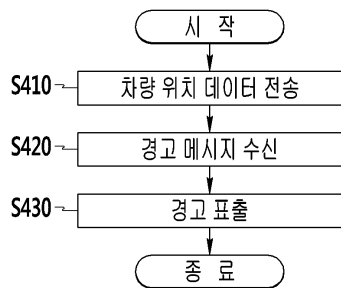 시 작
S410 차량 위치 데이터 전송
S420 경고 메시지 수신
S430 경고 표출
종 료